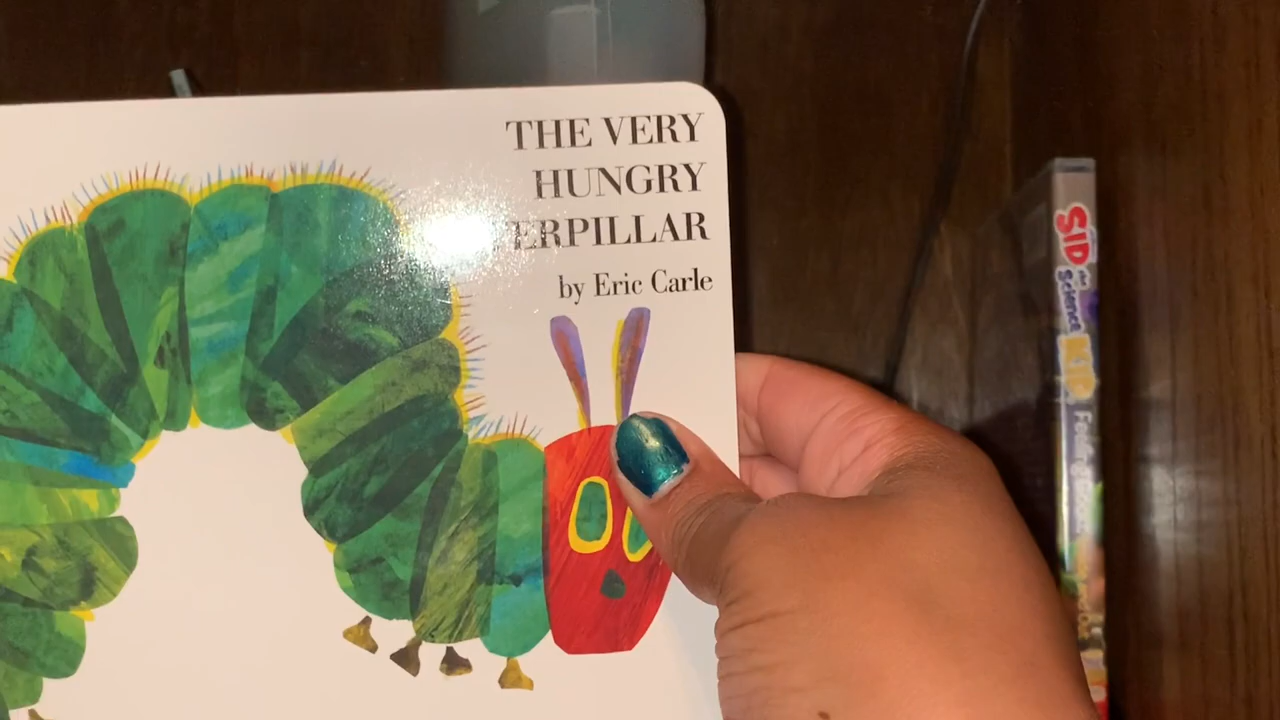 THE VERY
HUNGRY
ERPILLAR
by Eric Carle
SID the Science KID